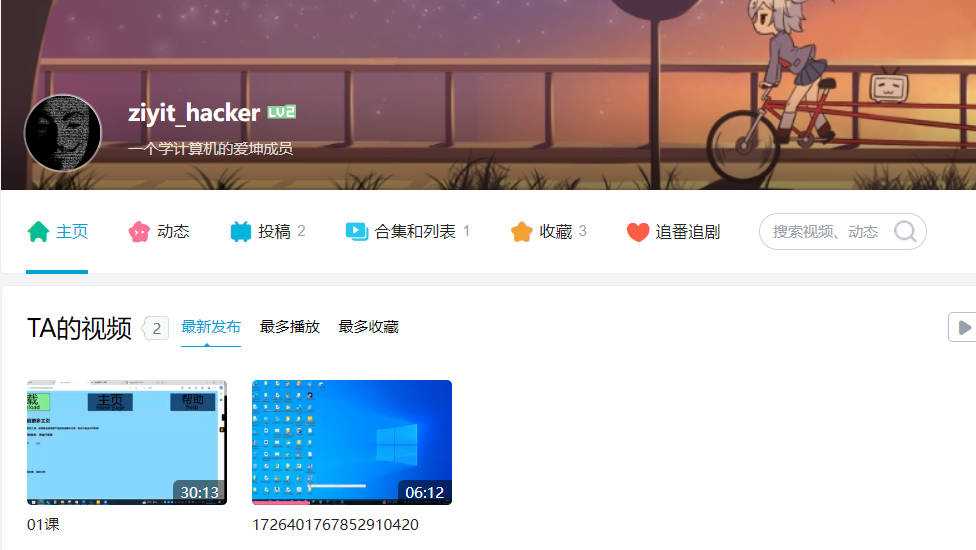 ziyit_hacker LV2
一个学计算机的爱坤成员
主页 动态 投稿 2 合集和列表 1 收藏 3 追番追剧 搜索视频、动态
TA的视频 2 最新发布 最多播放 最多收藏
载 主页 帮助
30:13 06:12
01课 1726401767852910420